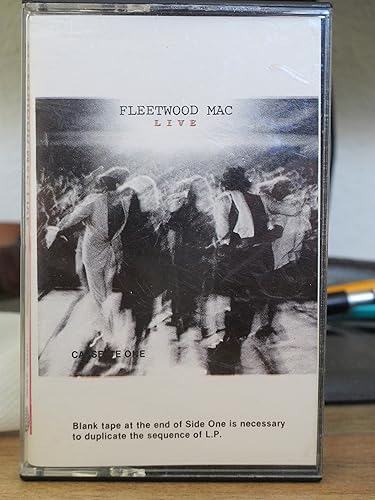 FLEETWOOD MAC
LIVE
CASSETTE ONE
Blank tape at the end of Side One is necessary
to duplicate the sequence of L.P.